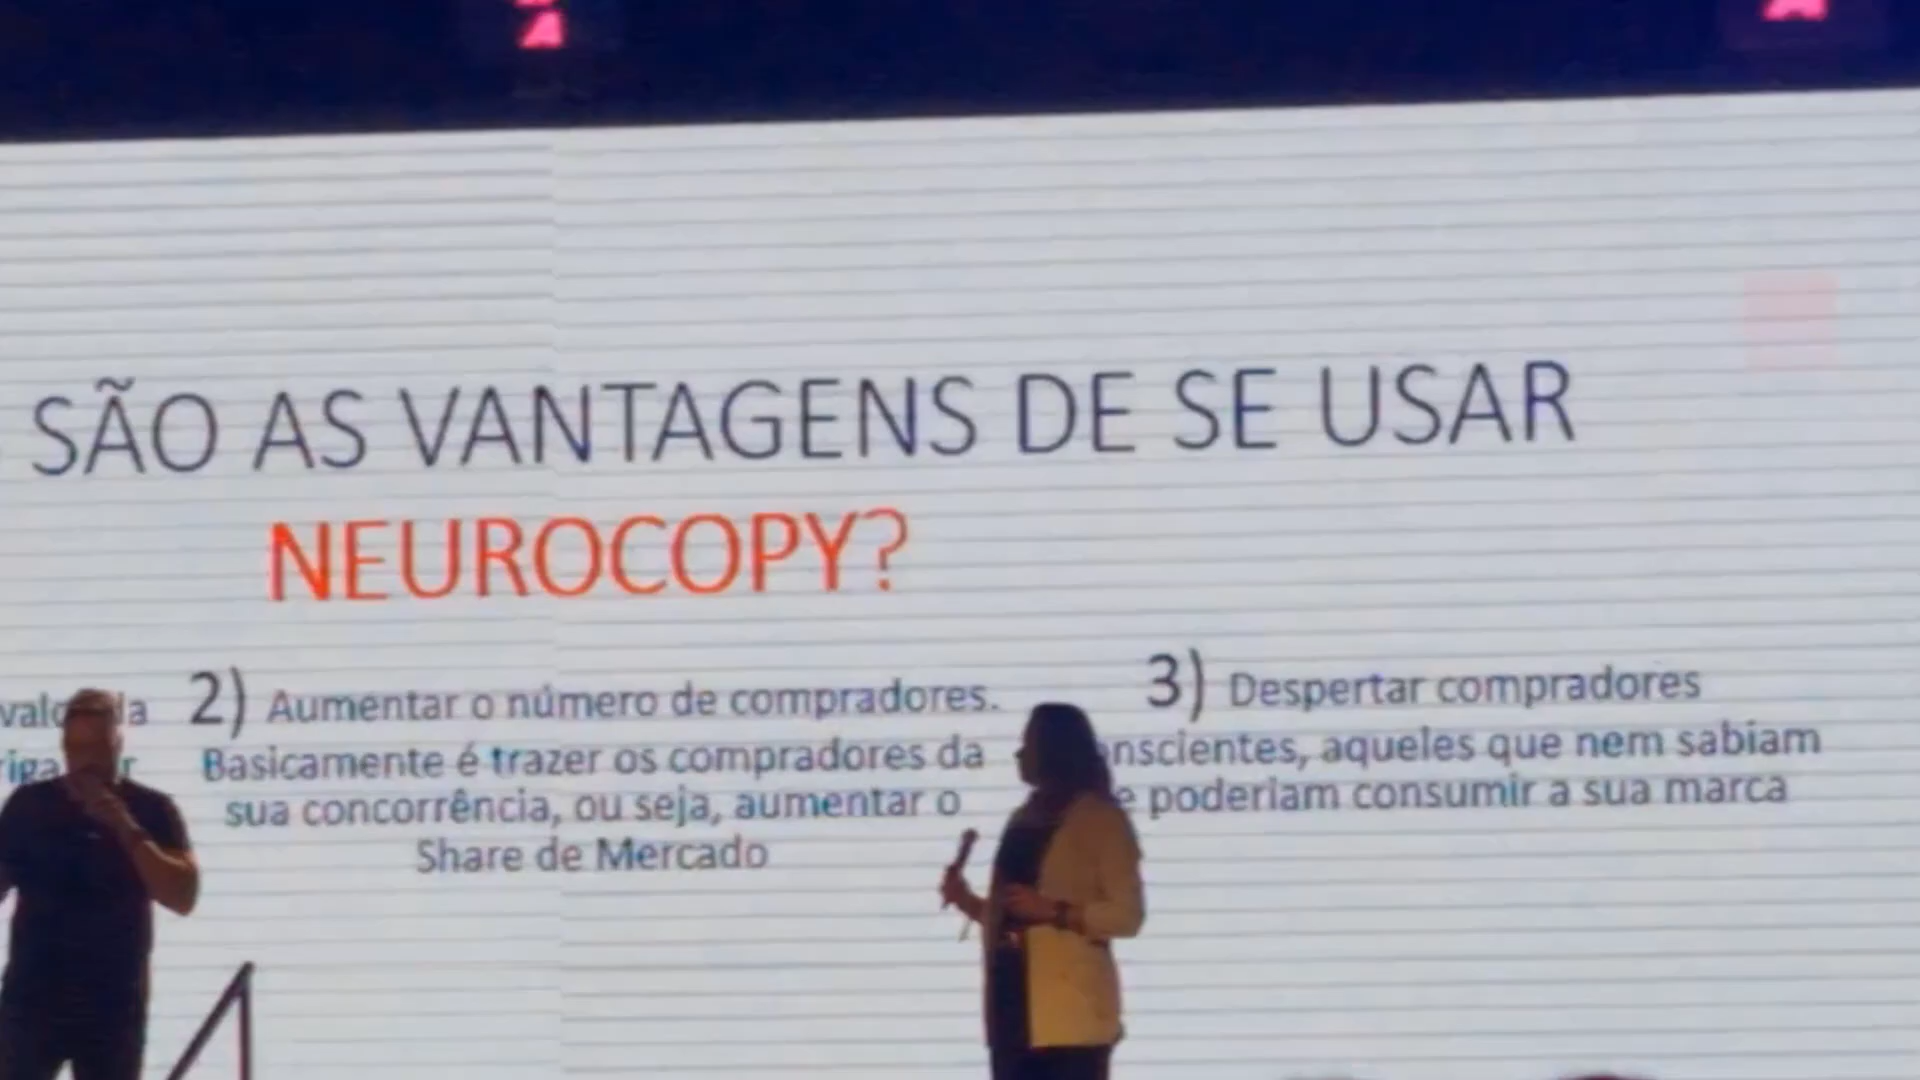 SÃO AS VANTAGENS DE SE USAR
NEUROCOPY?
2) Aumentar o número de compradores.
Basicamente é trazer os compradores da
sua concorrência, ou seja, aumentar o
Share de Mercado
3) Despertar compradores
nscientes, aqueles que nem sabiam
e poderiam consumir a sua marca